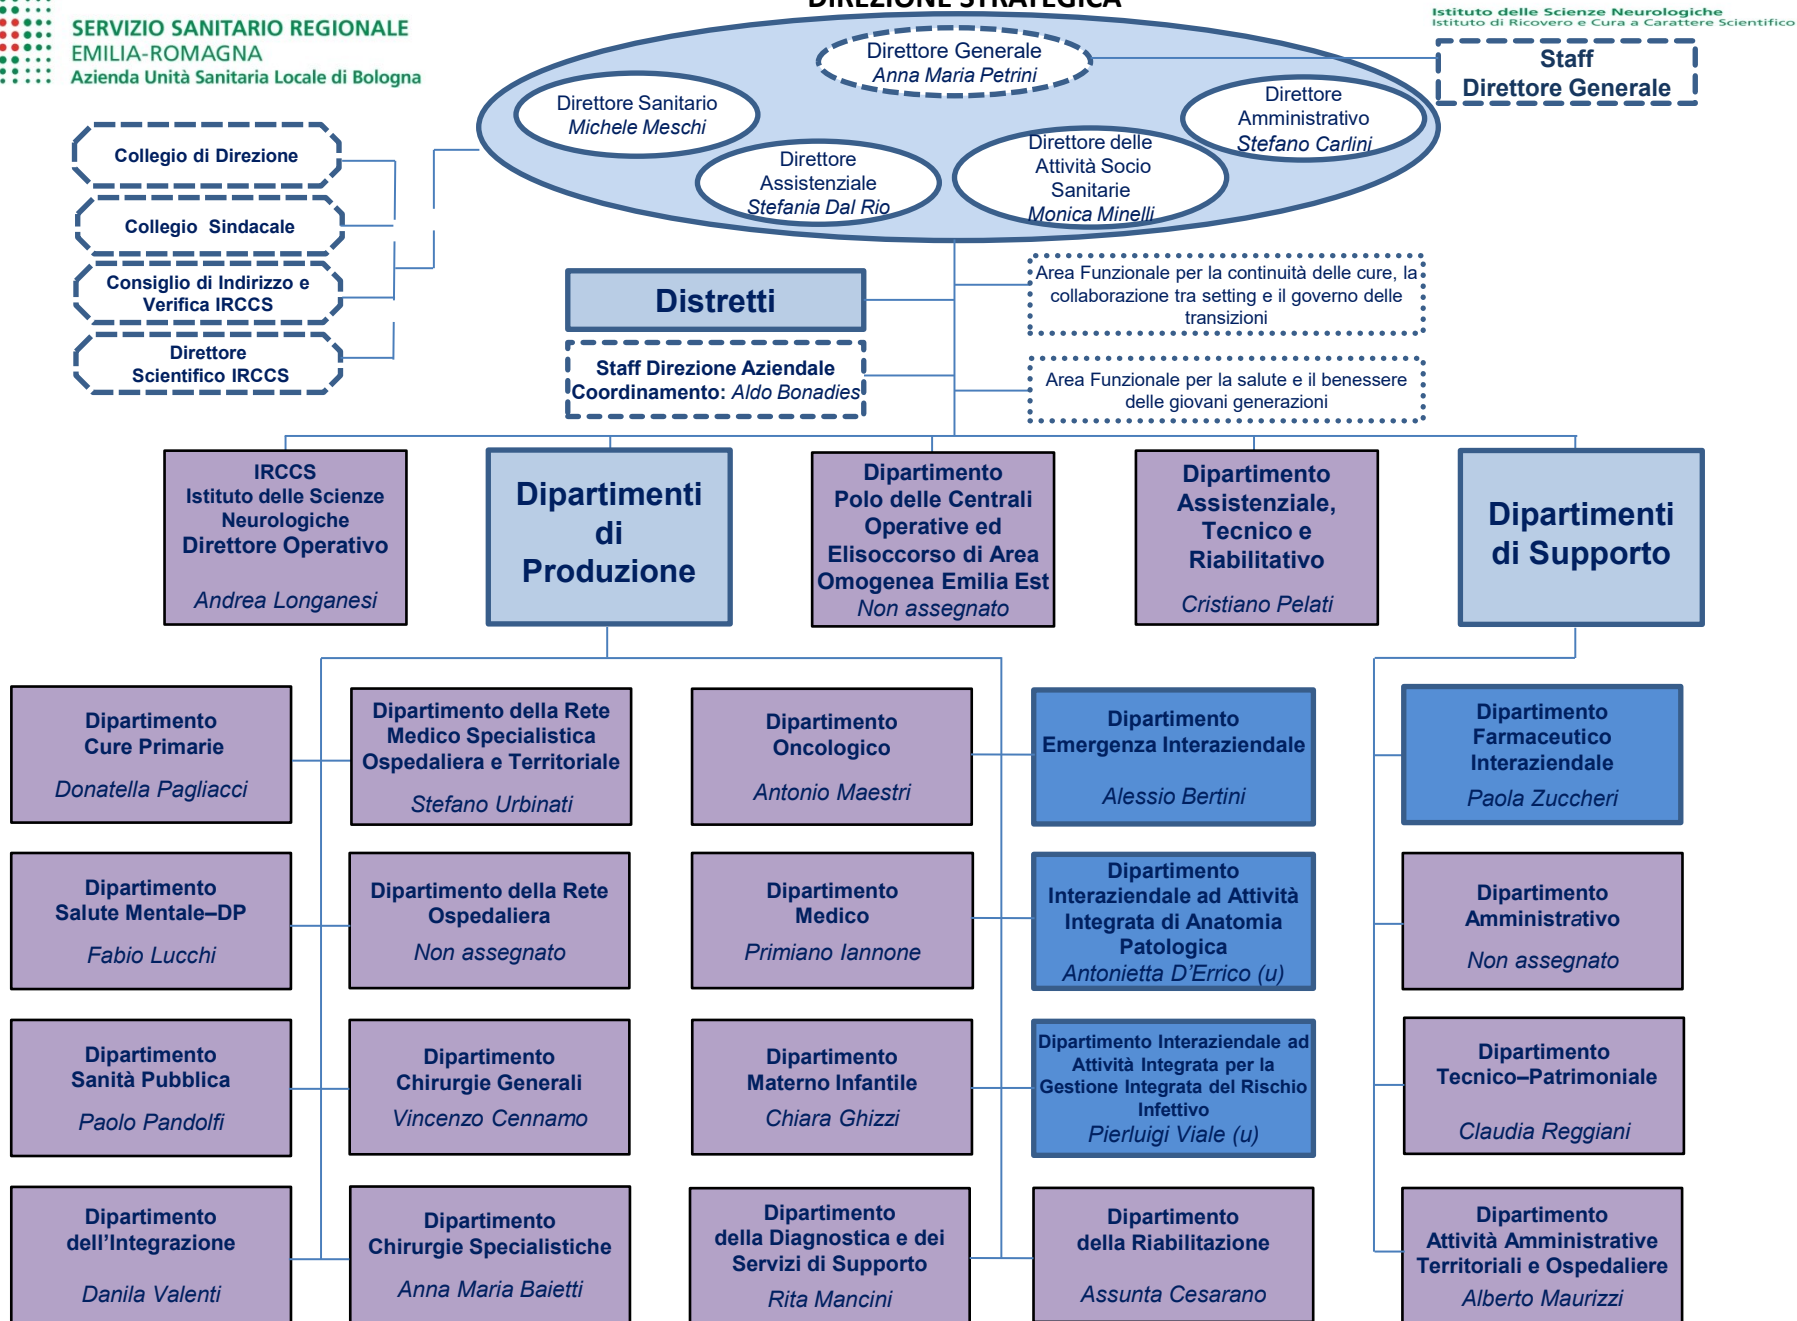 DIREZIONE STRATEGICA
SERVIZIO SANITARIO REGIONALE
EMILIA-ROMAGNA
Azienda Unità Sanitaria Locale di Bologna
Istituto delle Scienze Neurologiche
Istituto di Ricovero e Cura a Carattere Scientifico
Direttore Generale
Anna Maria Petrini
Staff
Direttore Generale
Direttore Sanitario
Michele Meschi
Direttore
Amministrativo
Stefano Carlini
Direttore
Assistenziale
Stefania Dal Rio
Direttore delle
Attività Socio
Sanitarie
Monica Minelli
Collegio di Direzione
Collegio Sindacale
Consiglio di Indirizzo e
Verifica IRCCS
Direttore
Scientifico IRCCS
Distretti
Area Funzionale per la continuità delle cure, la
collaborazione tra setting e il governo delle
transizioni
Staff Direzione Aziendale
Coordinamento: Aldo Bonadies
Area Funzionale per la salute e il benessere
delle giovani generazioni
IRCCS
Istituto delle Scienze
Neurologiche
Direttore Operativo
Andrea Longanesi
Dipartimenti
di
Produzione
Dipartimento
Polo delle Centrali
Operative ed
Elisoccorso di Area
Omogenea Emilia Est
Non assegnato
Dipartimento
Assistenziale,
Tecnico e
Riabilitativo
Cristiano Pelati
Dipartimenti
di Supporto
Dipartimento
Cure Primarie
Donatella Pagliacci
Dipartimento della Rete
Medico Specialistica
Ospedaliera e Territoriale
Stefano Urbinati
Dipartimento
Oncologico
Antonio Maestri
Dipartimento
Emergenza Interaziendale
Alessio Bertini
Dipartimento
Farmaceutico
Interaziendale
Paola Zuccheri
Dipartimento
Salute Mentale–DP
Fabio Lucchi
Dipartimento della Rete
Ospedaliera
Non assegnato
Dipartimento
Medico
Primiano Iannone
Dipartimento
Interaziendale ad Attività
Integrata di Anatomia
Patologica
Antonietta D’Errico (u)
Dipartimento
Amministrativo
Non assegnato
Dipartimento
Sanità Pubblica
Paolo Pandolfi
Dipartimento
Chirurgie Generali
Vincenzo Cennamo
Dipartimento
Materno Infantile
Chiara Ghizzi
Dipartimento Interaziendale ad
Attività Integrata per la
Gestione Integrata del Rischio
Infettivo
Pierluigi Viale (u)
Dipartimento
Tecnico–Patrimoniale
Claudia Reggiani
Dipartimento
dell’Integrazione
Danila Valenti
Dipartimento
Chirurgie Specialistiche
Anna Maria Baietti
Dipartimento
della Diagnostica e dei
Servizi di Supporto
Rita Mancini
Dipartimento
della Riabilitazione
Assunta Cesarano
Dipartimento
Attività Amministrative
Territoriali e Ospedaliere
Alberto Maurizzi